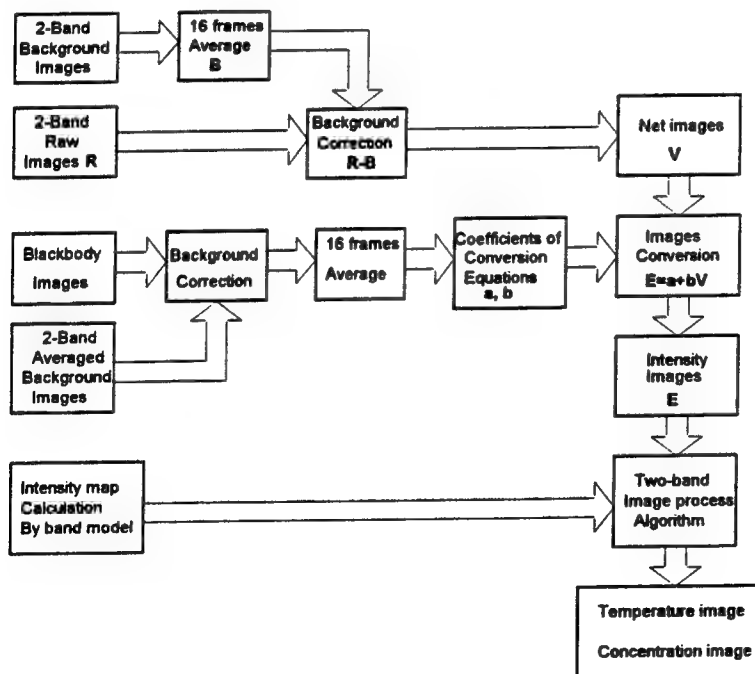 2-Band
Background
Images
16 frames
Average
B
2-Band
Raw
Images R
Background
Correction
R-B
Net images
V
Blackbody
Images
Background
Correction
16 frames
Average
Coefficients of
Conversion
Equations
a, b
Images
Conversion
E=a+bV
2-Band
Averaged
Background
Images
Intensity
Images
E
Intensity map
Calculation
By band model
Two-band
Image process
Algorithm
Temperature image
Concentration image